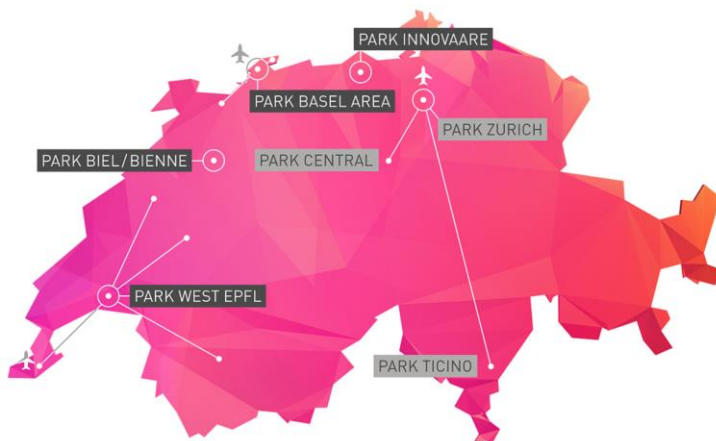 PARK INNOVAARE
PARK BASEL AREA
PARK ZURICH
PARK BIEL/BIENNE
PARK CENTRAL
PARK WEST EPFL
PARK TICINO